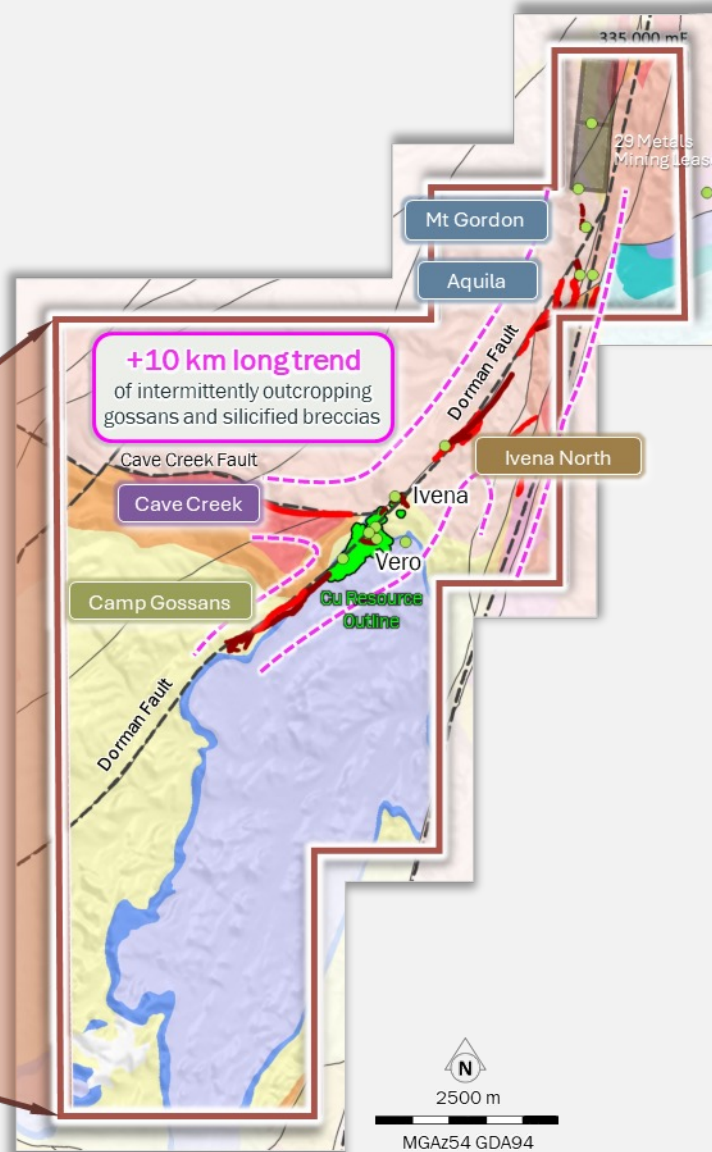 335,000 mE
29 Metals
Mining Leas
Mt Gordon
Aquila
+10 km long trend
of intermittently outcropping
gossans and silicified breccias
Dorman Fault
Cave Creek Fault
Ivena North
Cave Creek
Ivena
Vero
Camp Gossans
Cu Resource
Outline
Dorman Fault
N
2500 m
MGAz54 GDA94